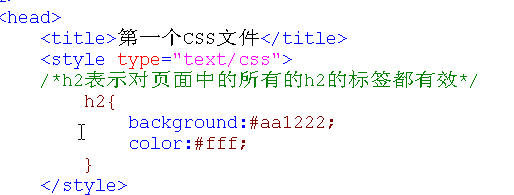 <head>
<title>第一个CSS文件</title>
<style type="text/css">
/*h2表示对页面中的所有的h2的标签都有效*/
h2{
background:#aa1222;
color:#fff;
}
</style>